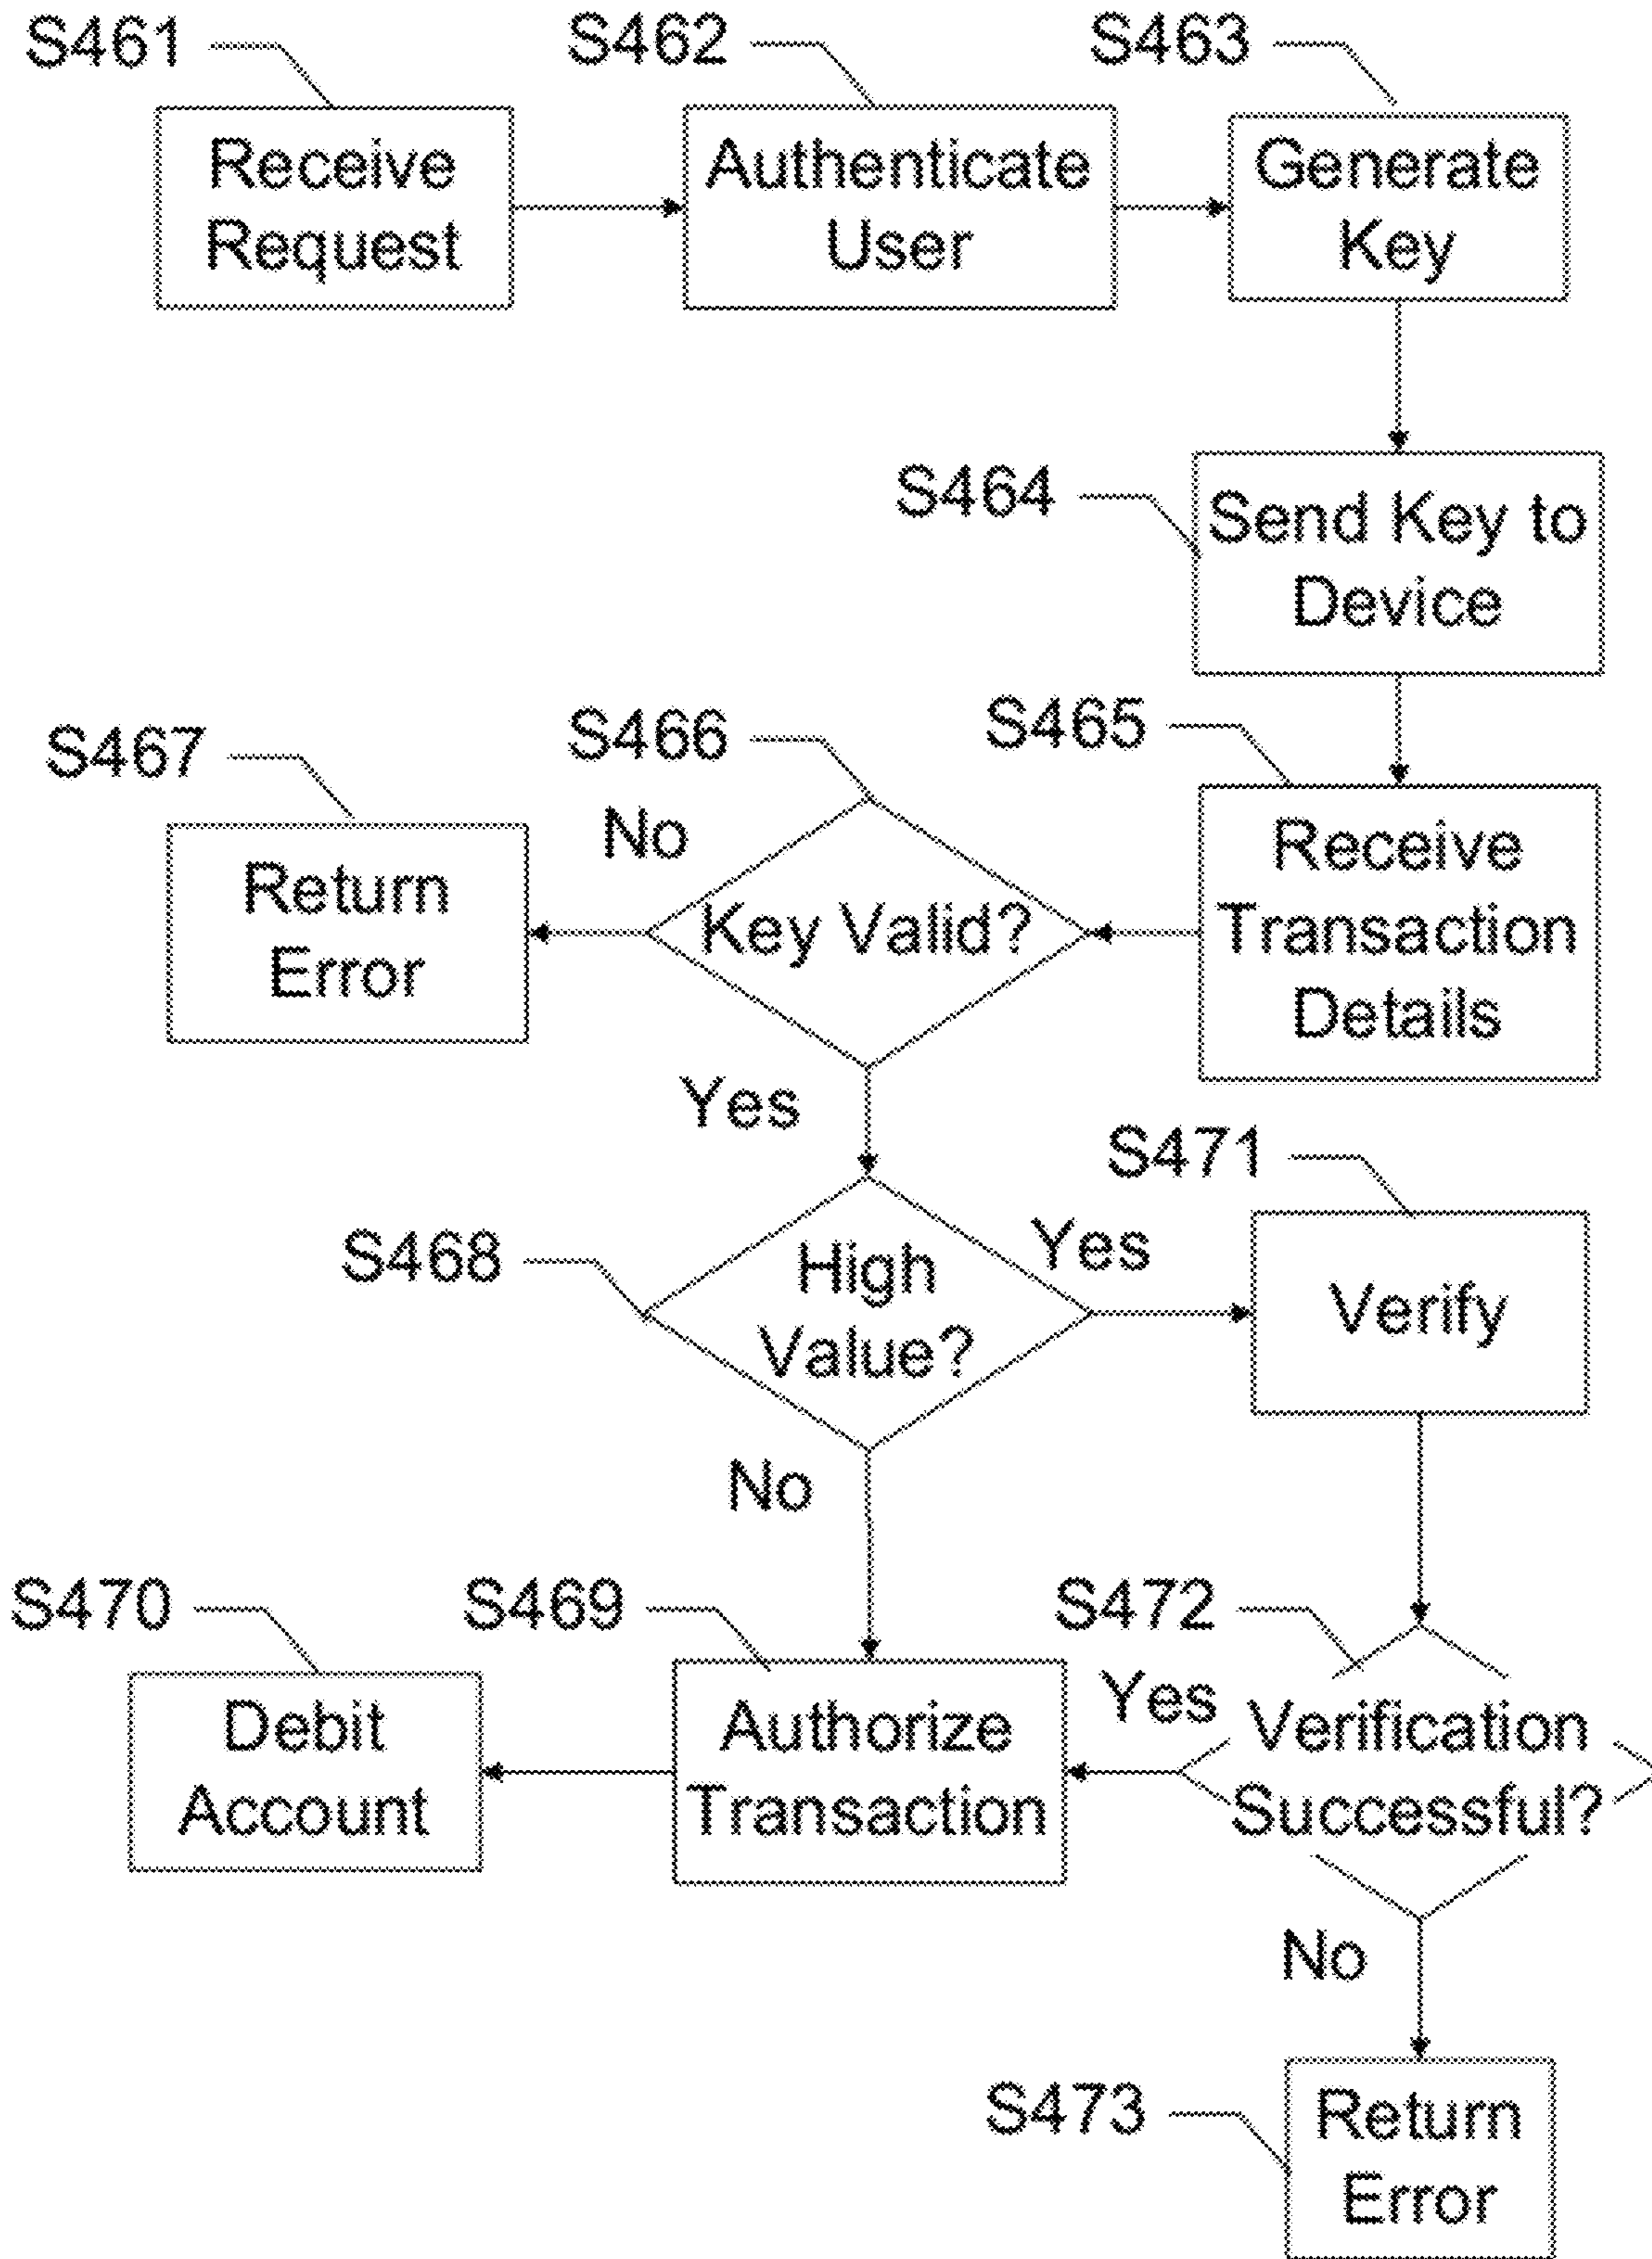 S461
S462
S463
Receive
Request
Authenticate
User
Generate
Key
S464
Send Key to
Device
S465
S466
S467
No
Return
Error
Key Valid?
Receive
Transaction
Details
Yes
S471
S468
High
Value?
Yes
Verify
No
S470
S469
S472
Debit
Account
Authorize
Transaction
Yes
Verification
Successful?
No
S473
Return
Error